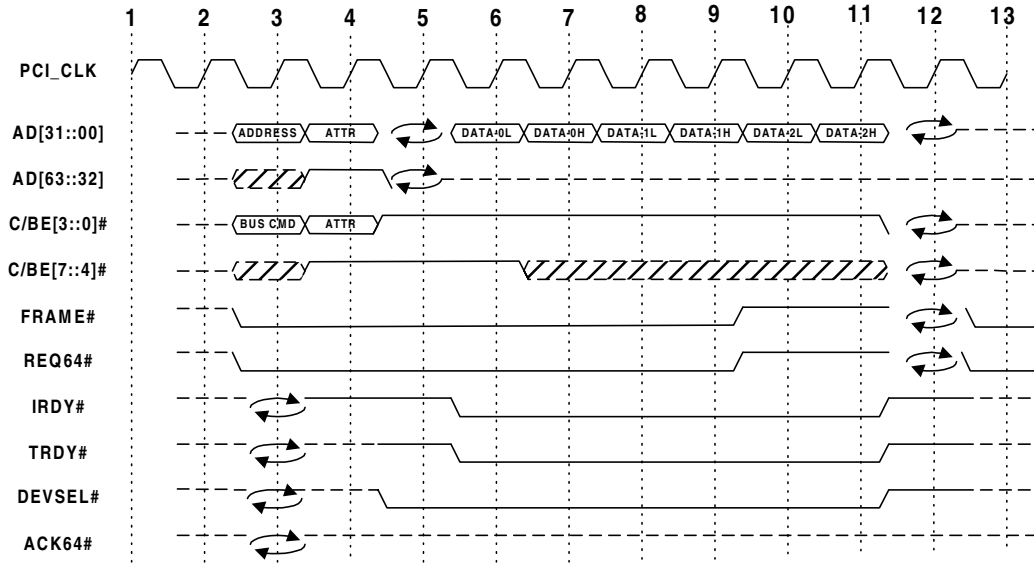 1 2 3 4 5 6 7 8 9 10 11 12 13
PCI_CLK
AD[31::00] ADDRESS ATTR DATA-0L DATA-0H DATA-1L DATA-1H DATA-2L DATA-2H
AD[63::32]
C/BE[3::0]# BUS CMD ATTR
C/BE[7::4]#
FRAME#
REQ64#
IRDY#
TRDY#
DEVSEL#
ACK64#